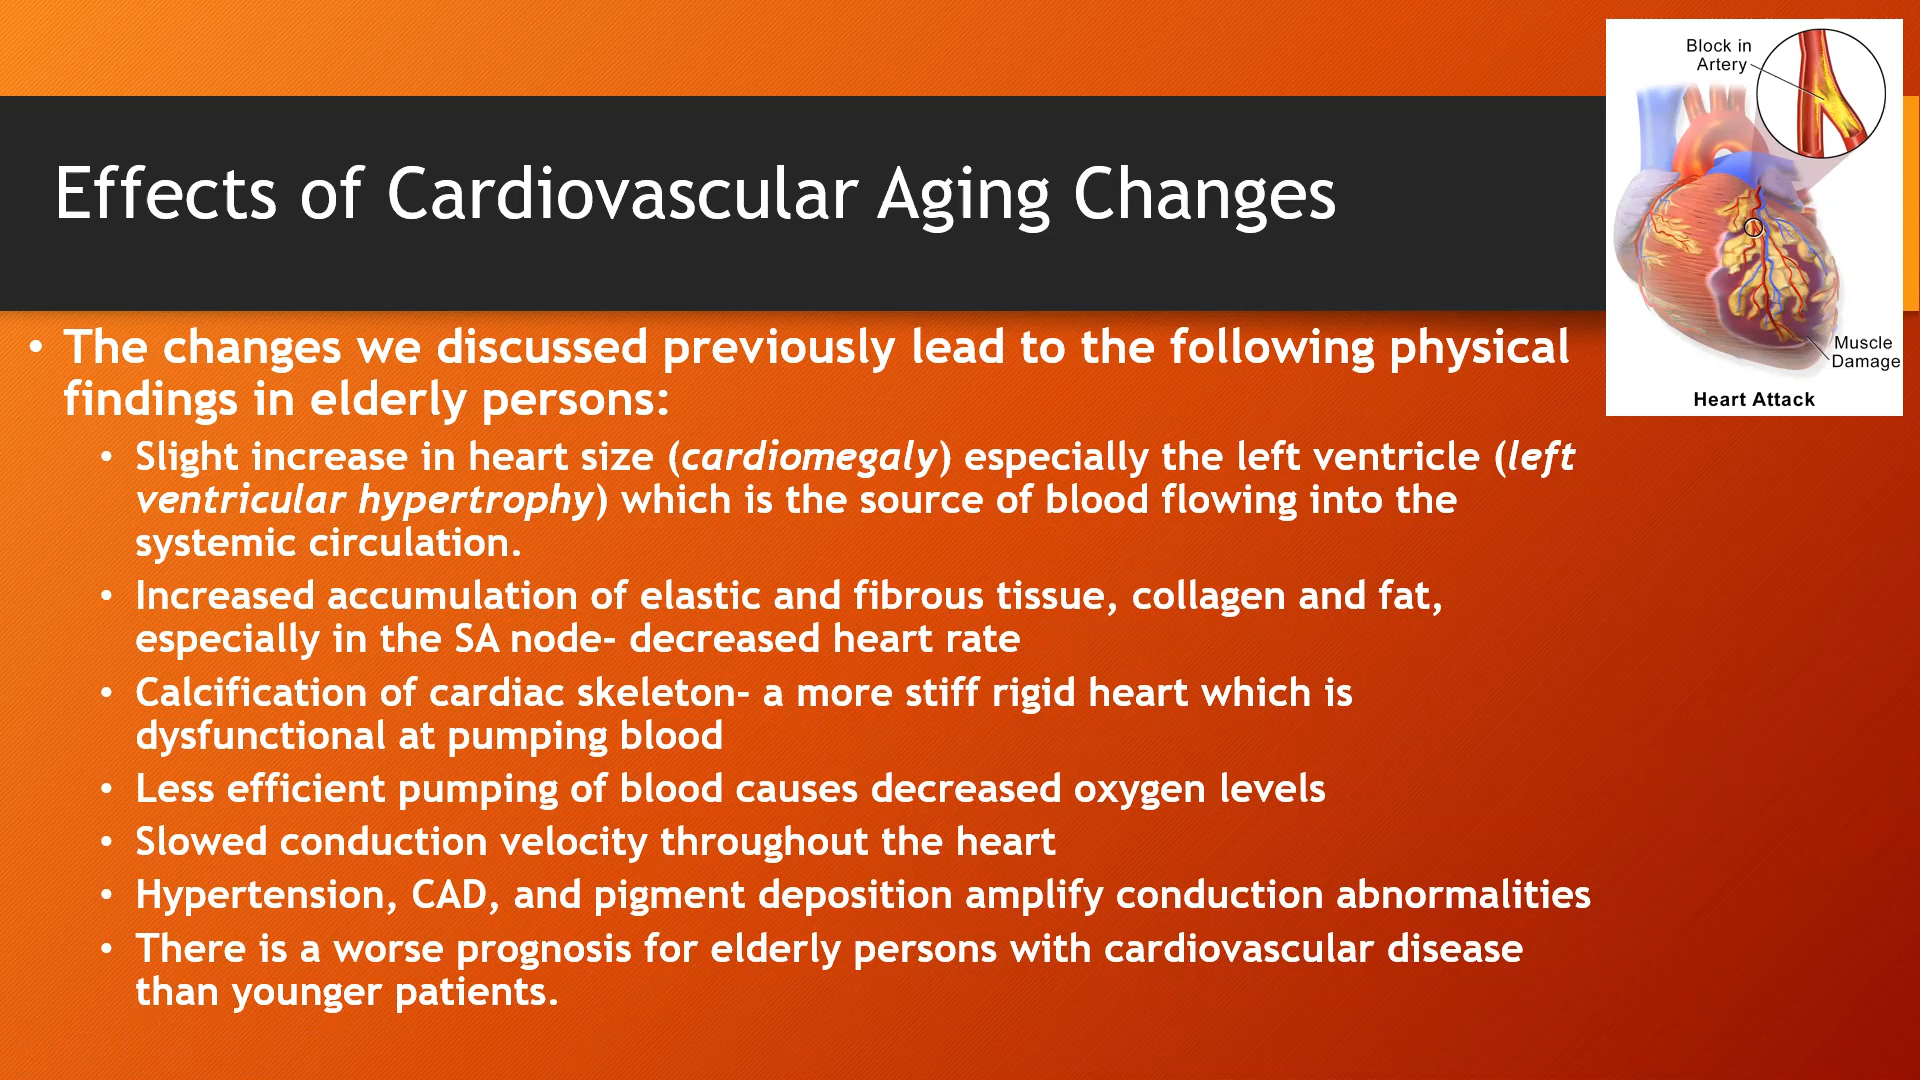 Effects of Cardiovascular Aging Changes
Block in
Artery
Muscle
Damage
Heart Attack
• The changes we discussed previously lead to the following physical
findings in elderly persons:
• Slight increase in heart size (cardiomegaly) especially the left ventricle (left
ventricular hypertrophy) which is the source of blood flowing into the
systemic circulation.
• Increased accumulation of elastic and fibrous tissue, collagen and fat,
especially in the SA node- decreased heart rate
• Calcification of cardiac skeleton- a more stiff rigid heart which is
dysfunctional at pumping blood
• Less efficient pumping of blood causes decreased oxygen levels
• Slowed conduction velocity throughout the heart
• Hypertension, CAD, and pigment deposition amplify conduction abnormalities
• There is a worse prognosis for elderly persons with cardiovascular disease
than younger patients.